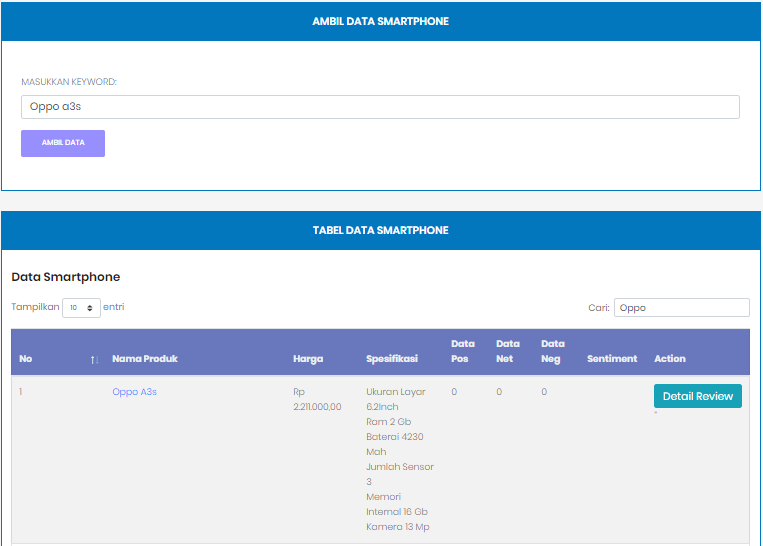 AMBIL DATA SMARTPHONE
MASUKKAN KEYWORD:
Oppo a3s
AMBIL DATA
TABEL DATA SMARTPHONE
Data Smartphone
Tampilkan 10 entri
Cari: Oppo
No Nama Produk Harga Spesifikasi Data Pos Data Net Data Neg Sentiment Action
1 Oppo A3s Rp 2.211.000,00 Ukuran Layar 0 0 0 Detail Review
6.2Inch
Ram 2 Gb
Baterai 4230
Mah
Jumlah Sensor
3
Memori
Internal 16 Gb
Kamera 13 Mp